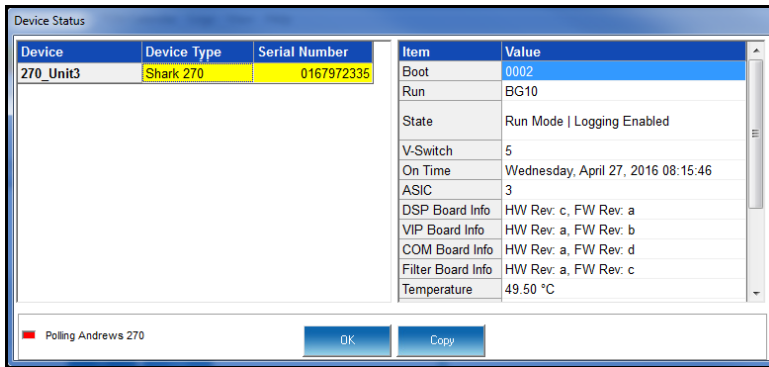 Device Status
Device Device Type Serial Number
270_Unit3 Shark 270 0167972335
Item Value
Boot 0002
Run BG10
State Run Mode | Logging Enabled
V-Switch 5
On Time Wednesday, April 27, 2016 08:15:46
ASIC 3
DSP Board Info HW Rev: c, FW Rev: a
VIP Board Info HW Rev: a, FW Rev: b
COM Board Info HW Rev: a, FW Rev: d
Filter Board Info HW Rev: a, FW Rev: c
Temperature 49.50 °C
Polling Andrews 270
OK
Copy